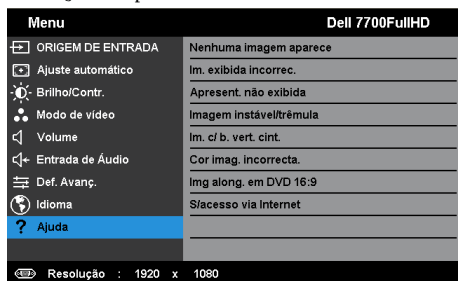 Menu Dell 7700FullHD
ORIGEM DE ENTRADA Nenhuma imagem aparece
Ajuste automático Im. exibida incorrec.
Brilho/Contr. Apresent. não exibida
Modo de vídeo Imagem instável/trêmula
Volume Im. c/ b. vert. cint.
Entrada de Áudio Cor imag. incorrecta.
Def. Avanç. Img along. em DVD 16:9
Idioma S/acesso via Internet
? Ajuda
Resolução : 1920 x 1080